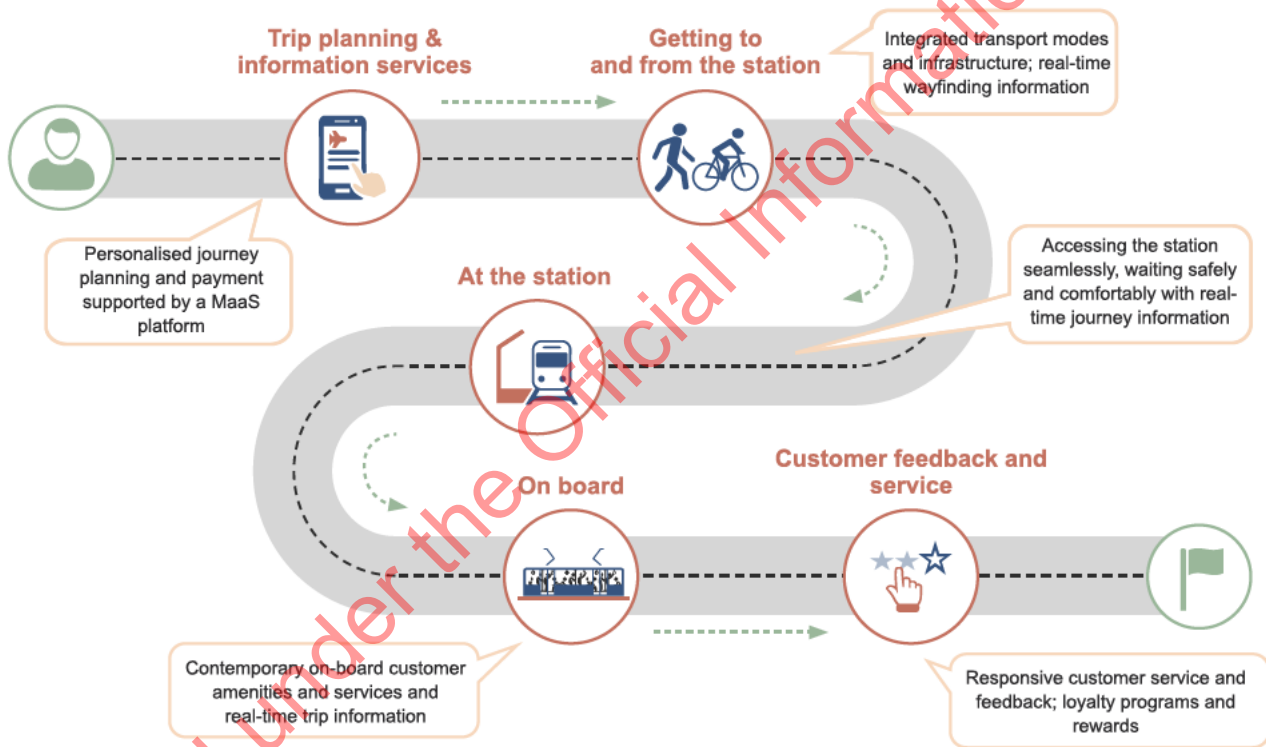 Trip planning &
information services
Getting to
and from the station
Integrated transport modes
and infrastructure; real-time
wayfinding information
Personalised journey
planning and payment
supported by a MaaS
platform
At the station
Accessing the station
seamlessly, waiting safely
and comfortably with real-
time journey information
On board
Customer feedback and
service
Contemporary on-board customer
amenities and services and
real-time trip information
Responsive customer service and
feedback; loyalty programs and
rewards
under the Official Informatio